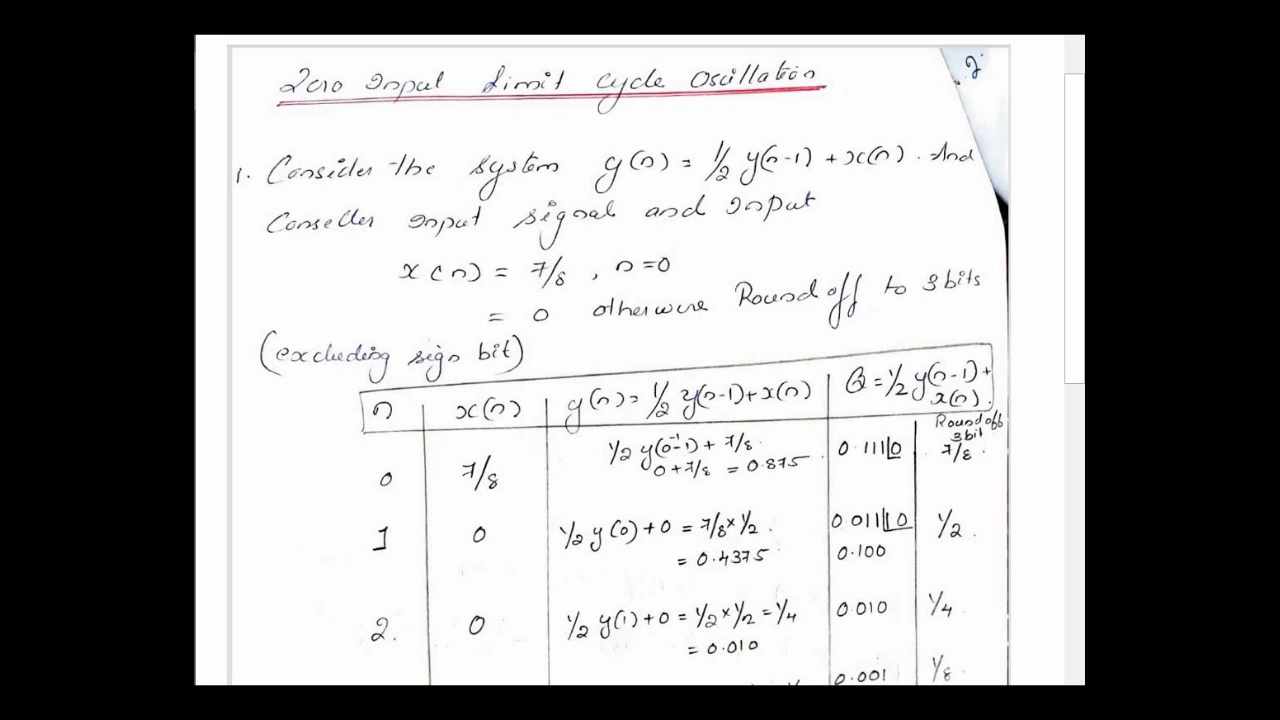 Zero Input Limit Cycle Oscillation
2
1. Consider the system y(n) = 1/2 y(n-1) + x(n). And
Consider Input signal and Input
x(n) = 7/8 , n=0
= 0 otherwise Round off to 3 bits
(excluding sign bit)
n x(n) y(n) = 1/2 y(n-1) + x(n) Q = 1/2 y(n-1) + x(n).
Round off 3 bit
0 7/8 1/2 y(0-1) + 7/8. 0.111|0 7/8.
-1
0 + 7/8 = 0.875
1 0 1/2 y(0) + 0 = 7/8 x 1/2. 0.011|10 1/2.
= 0.4375 0.100
2. 0 1/2 y(1) + 0 = 1/2 x 1/2 = 1/4 0.010 1/4
= 0.010
0.001 1/8